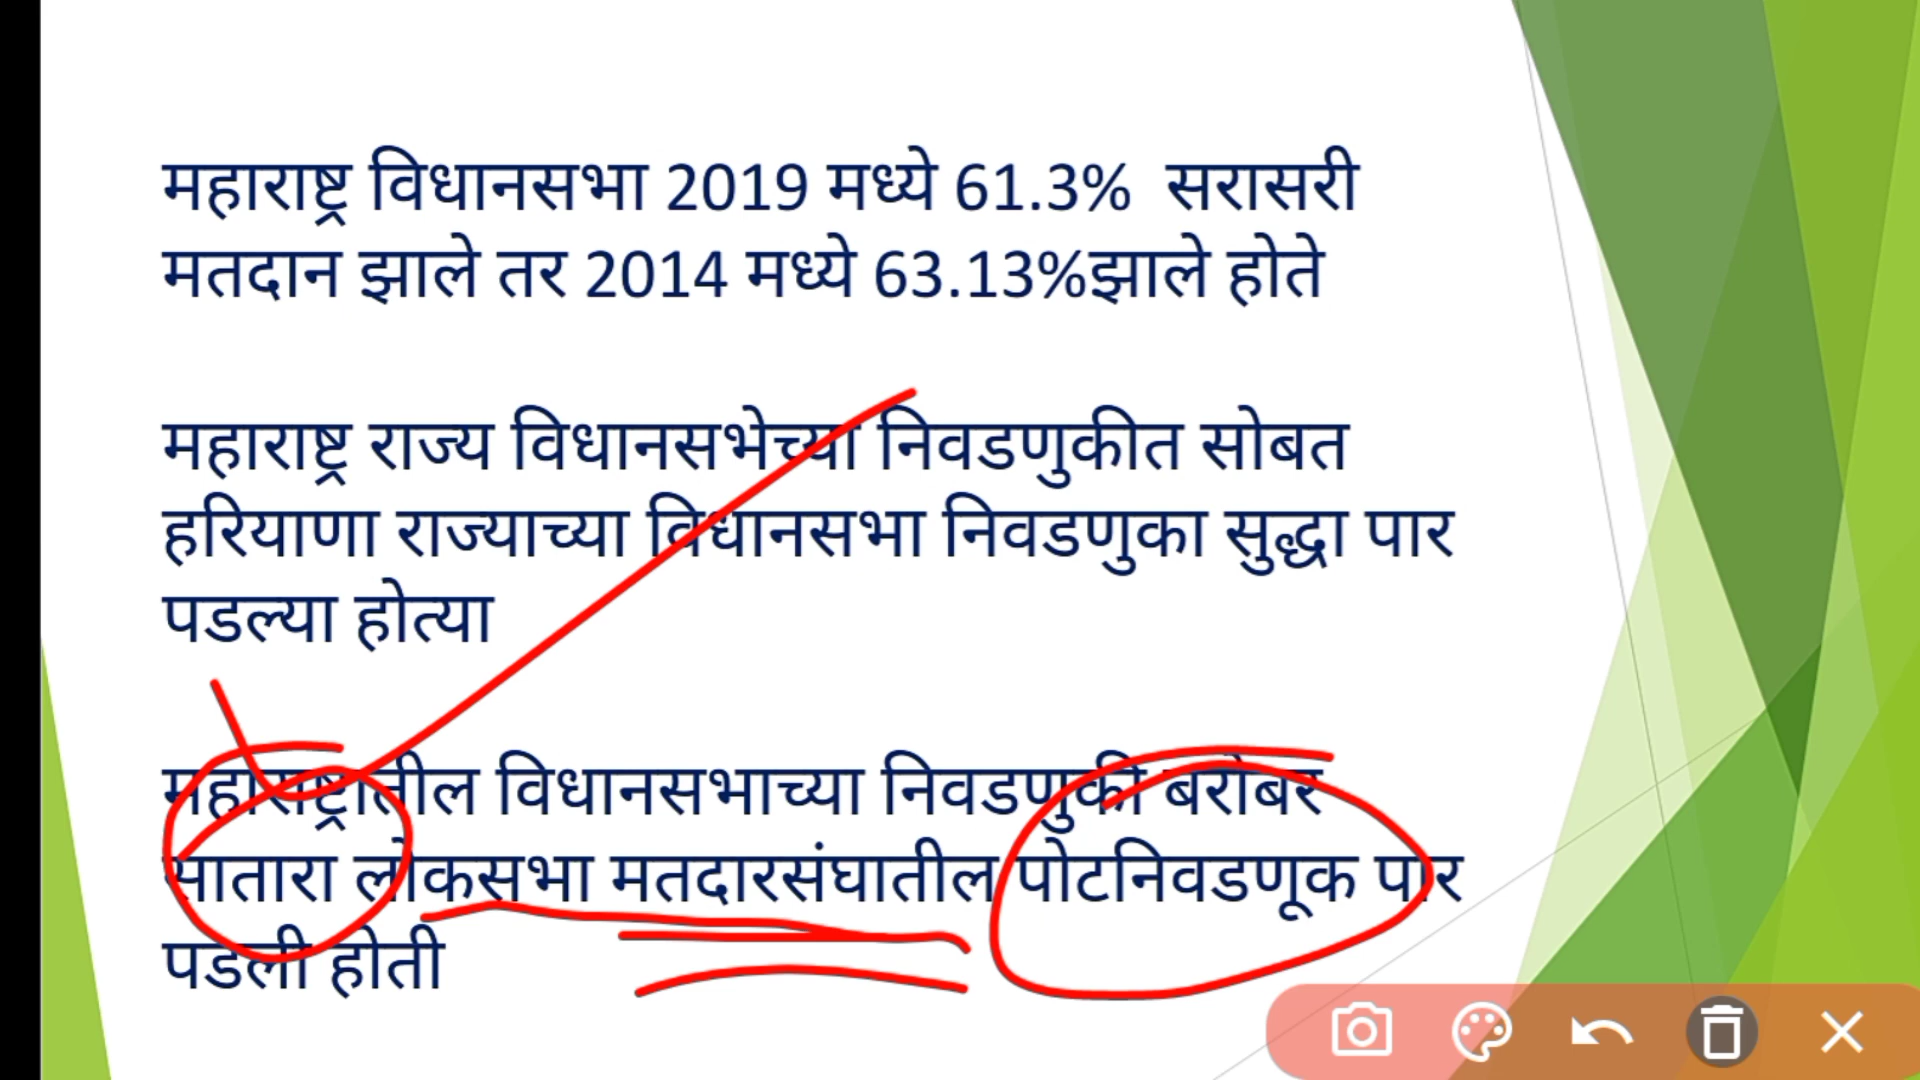 महाराष्ट्र विधानसभा 2019 मध्ये 61.3% सरासरी
मतदान झाले तर 2014 मध्ये 63.13%झाले होते
महाराष्ट्र राज्य विधानसभेच्या निवडणुकीत सोबत
हरियाणा राज्याच्या विधानसभा निवडणुका सुद्धा पार
पडल्या होत्या
महाराष्ट्रातील विधानसभाच्या निवडणुकी बरोबर
सातारा लोकसभा मतदारसंघातील पोटनिवडणूक पार
पडली होती